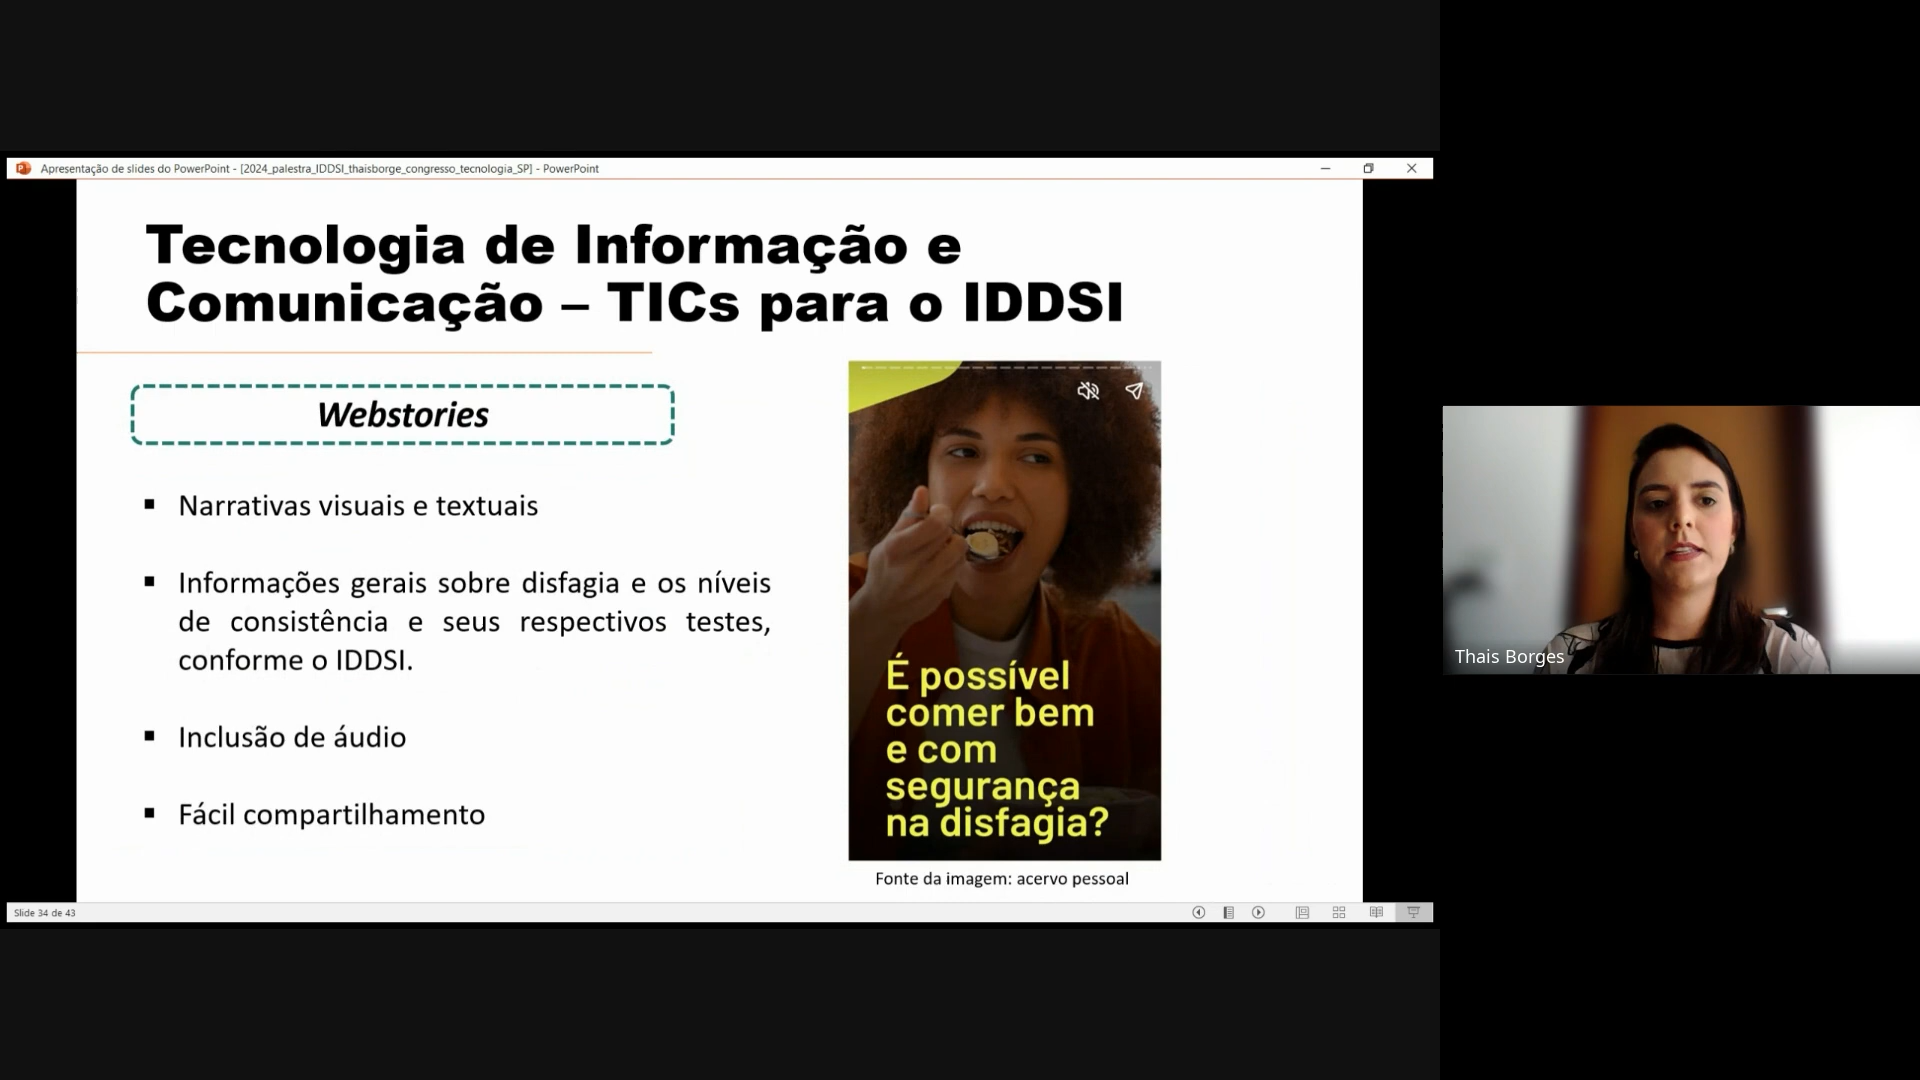 Apresentação de slides do PowerPoint - [2024_palestra_IDDSI_thaisborge_congresso_tecnologia_SP] - PowerPoint
Tecnologia de Informação e
Comunicação – TICs para o IDDSI
Webstories
▪ Narrativas visuais e textuais
▪ Informações gerais sobre disfagia e os níveis
de consistência e seus respectivos testes,
conforme o IDDSI.
▪ Inclusão de áudio
▪ Fácil compartilhamento
É possível
comer bem
e com
segurança
na disfagia?
Fonte da imagem: acervo pessoal
Slide 34 de 43
Thais Borges